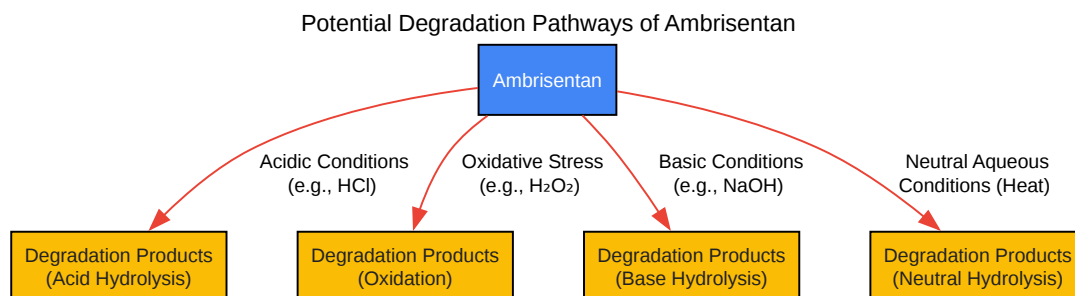 Potential Degradation Pathways of Ambrisentan
Ambrisentan
Acidic Conditions
(e.g., HCl)
Oxidative Stress
(e.g., H₂O₂)
Basic Conditions
(e.g., NaOH)
Neutral Aqueous
Conditions (Heat)
Degradation Products
(Acid Hydrolysis)
Degradation Products
(Oxidation)
Degradation Products
(Base Hydrolysis)
Degradation Products
(Neutral Hydrolysis)